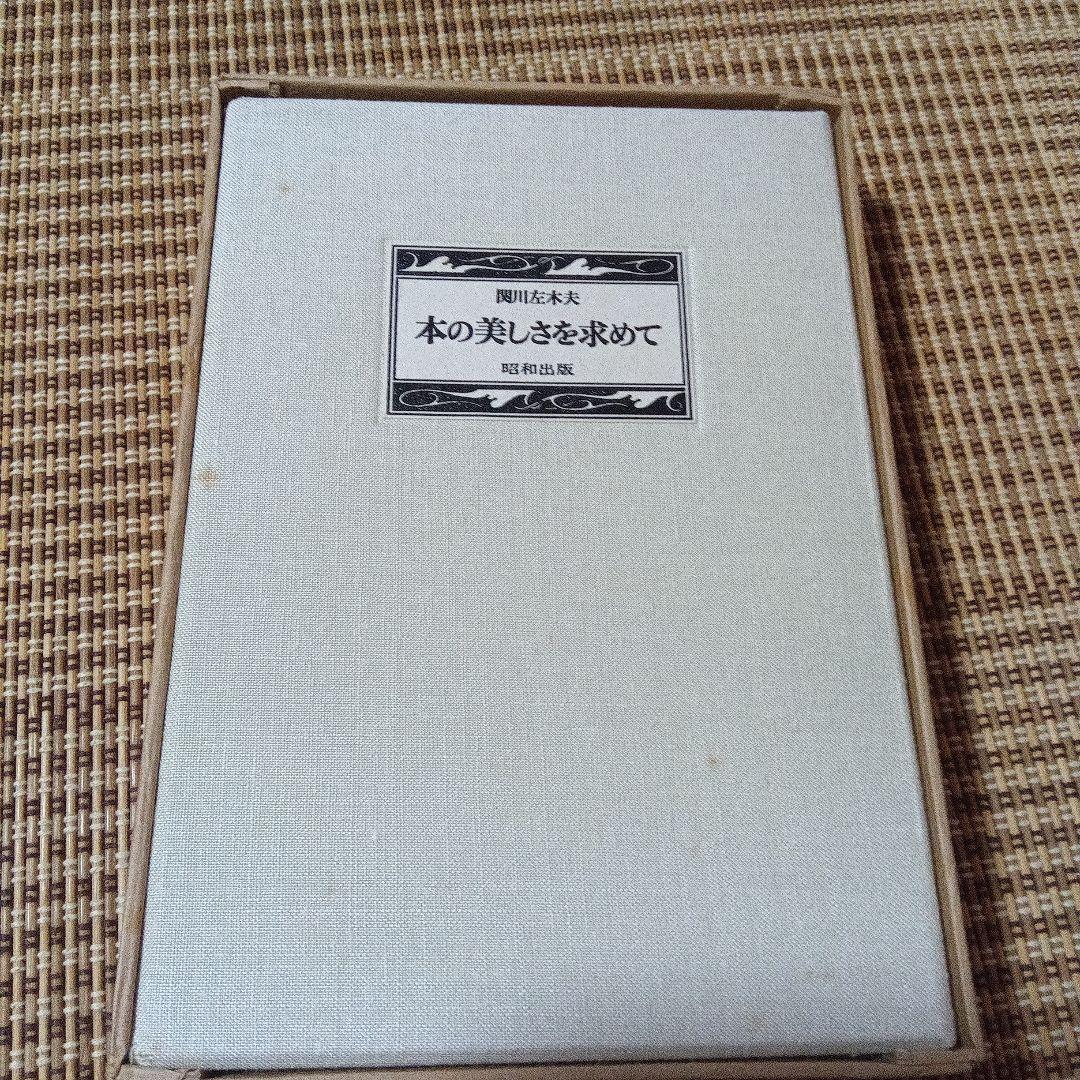 関川左木夫
本の美しさを求めて
昭和出版